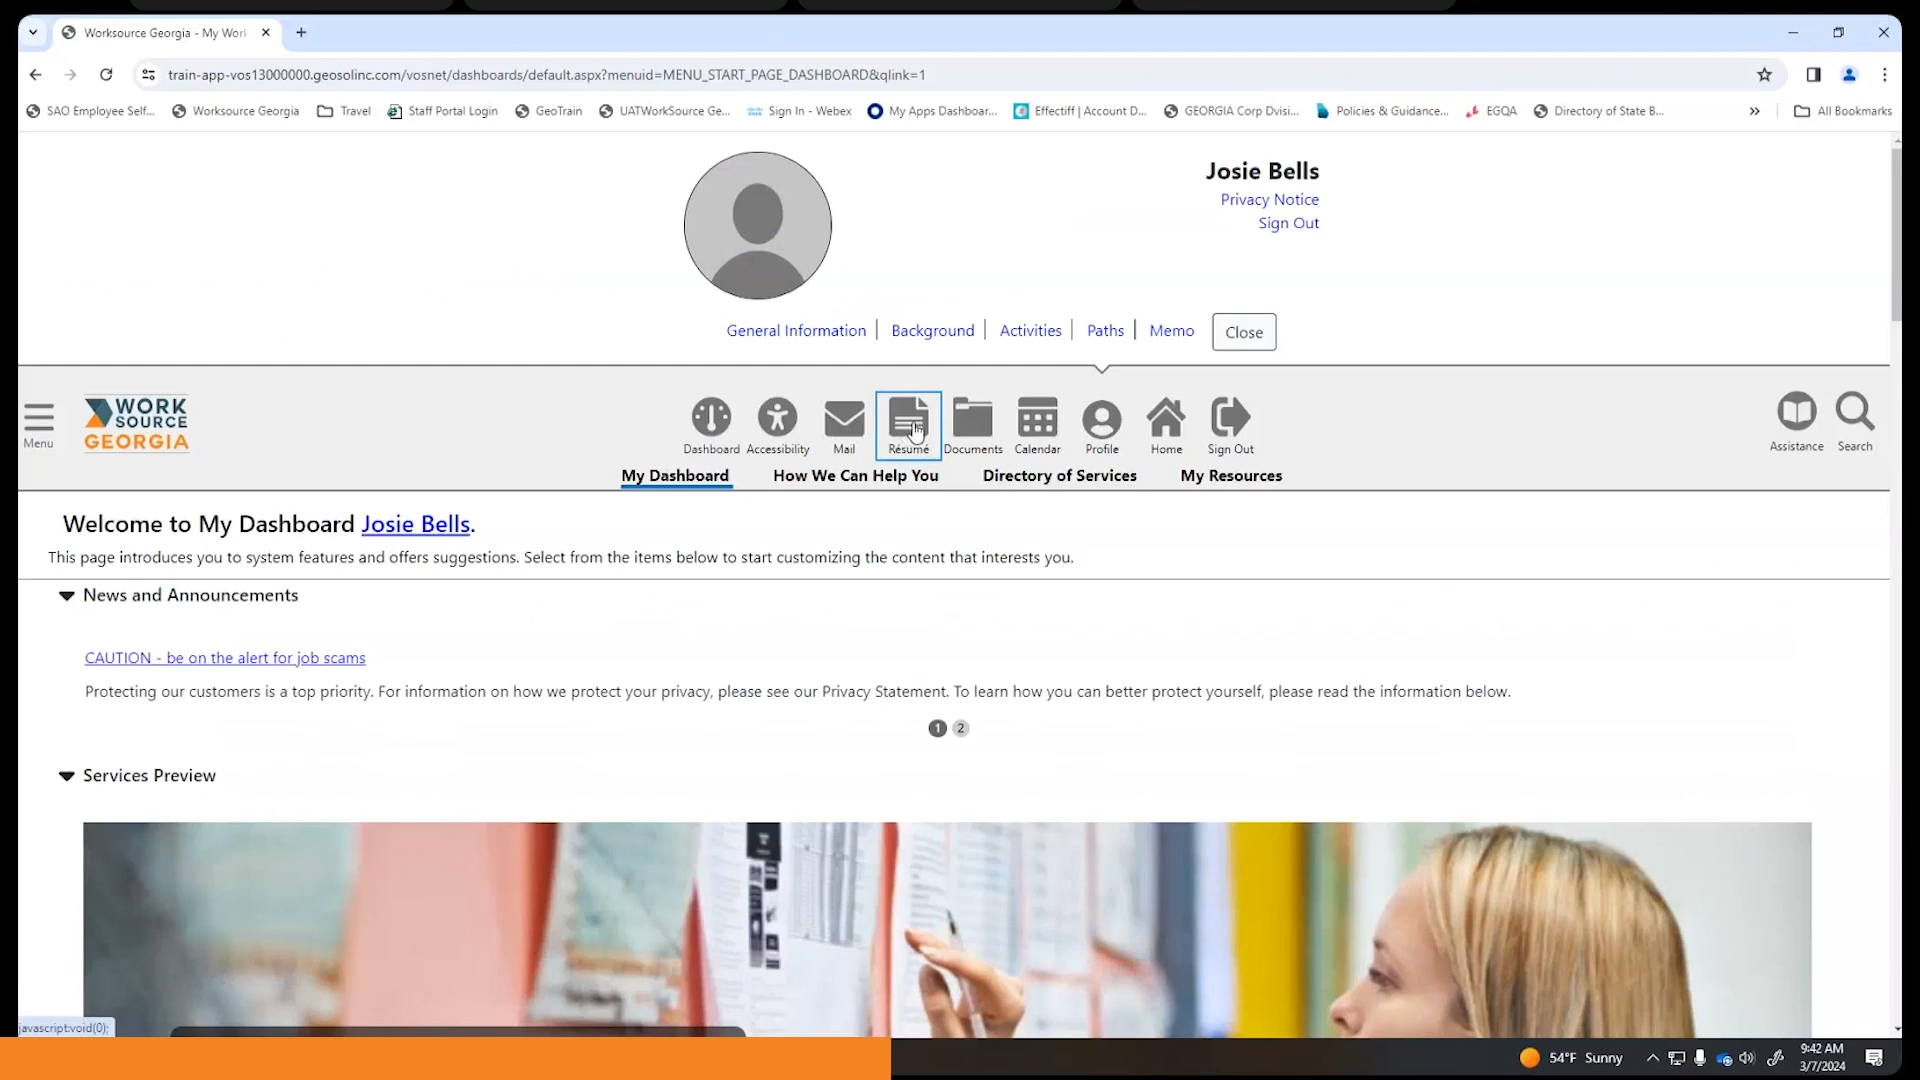 Worksource Georgia - My Wor
train-app-vos13000000.geosolinc.com/vosnet/dashboards/default.aspx?menuid=MENU_START_PAGE_DASHBOARD&qlink=1
SAO Employee Self... Worksource Georgia Travel Staff Portal Login GeoTrain UATWorkSource Ge... Sign In - Webex My Apps Dashboar... Effectiff | Account D... GEORGIA Corp Dvisi... Policies & Guidance... EGQA Directory of State B... All Bookmarks
Josie Bells
Privacy Notice
Sign Out
General Information Background Activities Paths Memo Close
Menu
WORK
SOURCE
GEORGIA
Dashboard Accessibility Mail Résumé Documents Calendar Profile Home Sign Out
Assistance Search
My Dashboard How We Can Help You Directory of Services My Resources
Welcome to My Dashboard Josie Bells.
This page introduces you to system features and offers suggestions. Select from the items below to start customizing the content that interests you.
News and Announcements
CAUTION - be on the alert for job scams
Protecting our customers is a top priority. For information on how we protect your privacy, please see our Privacy Statement. To learn how you can better protect yourself, please read the information below.
1 2
Services Preview
javascript:void(0);
54°F Sunny
9:42 AM
3/7/2024